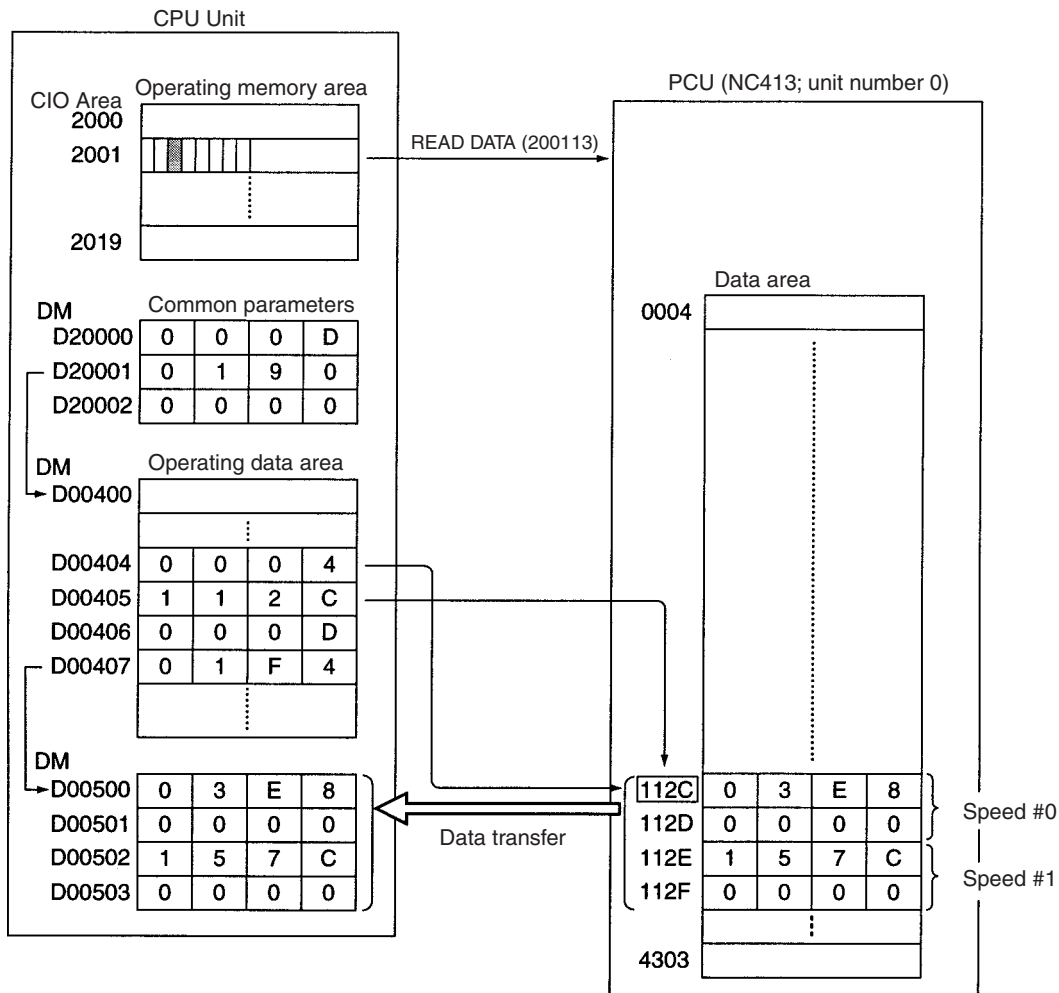 CPU Unit
Operating memory area
CIO Area
2000
2001
2019
READ DATA (200113)
PCU (NC413; unit number 0)
DM
Common parameters
D20000 0 0 0 D
D20001 0 1 9 0
D20002 0 0 0 0
DM
Operating data area
D00400
D00404 0 0 0 4
D00405 1 1 2 C
D00406 0 0 0 D
D00407 0 1 F 4
DM
D00500 0 3 E 8
D00501 0 0 0 0
D00502 1 5 7 C
D00503 0 0 0 0
Data transfer
Data area
0004
112C 0 3 E 8
112D 0 0 0 0
Speed #0
112E 1 5 7 C
112F 0 0 0 0
Speed #1
4303